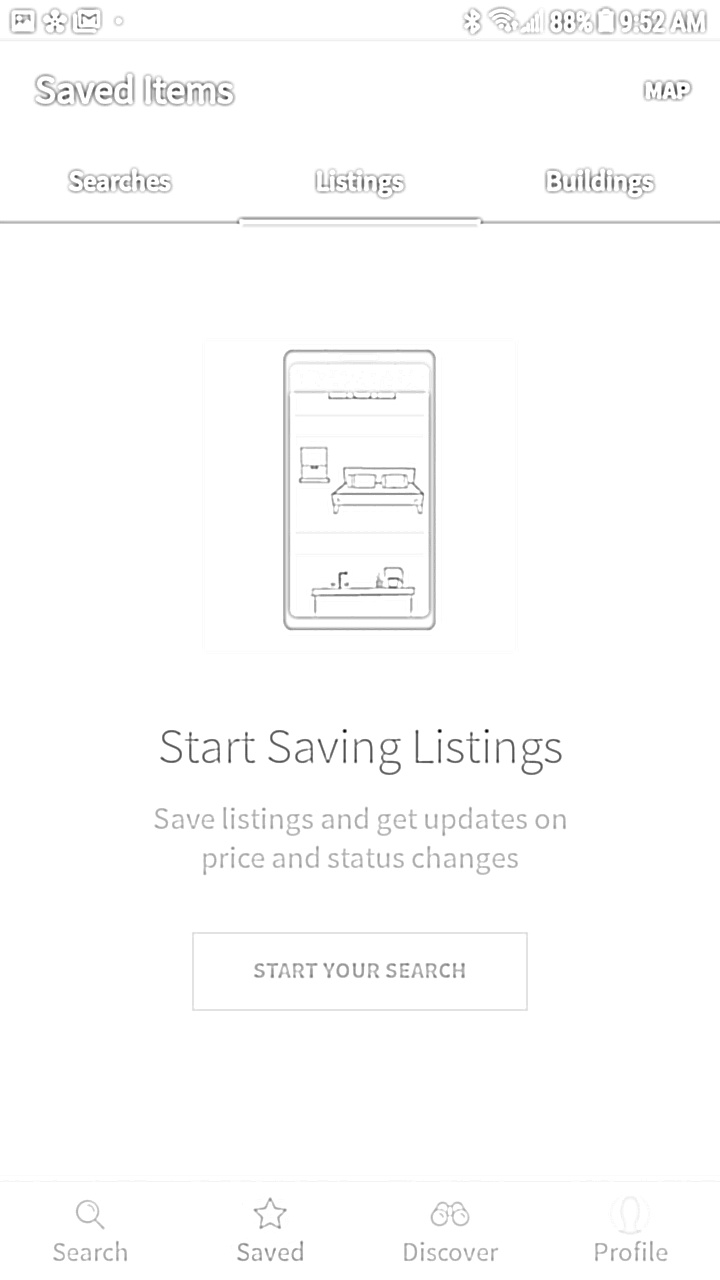 88% 9:52 AM
Saved Items
MAP
Searches Listings Buildings
Start Saving Listings
Save listings and get updates on
price and status changes
START YOUR SEARCH
Search Saved Discover Profile